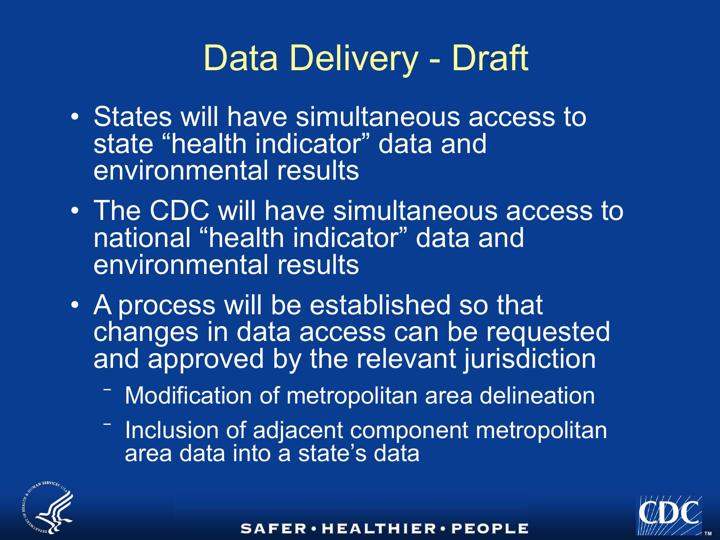 Data Delivery - Draft
• States will have simultaneous access to
state “health indicator” data and
environmental results
• The CDC will have simultaneous access to
national “health indicator” data and
environmental results
• A process will be established so that
changes in data access can be requested
and approved by the relevant jurisdiction
– Modification of metropolitan area delineation
– Inclusion of adjacent component metropolitan
area data into a state’s data
SAFER • HEALTHIER • PEOPLE
CDC
TM